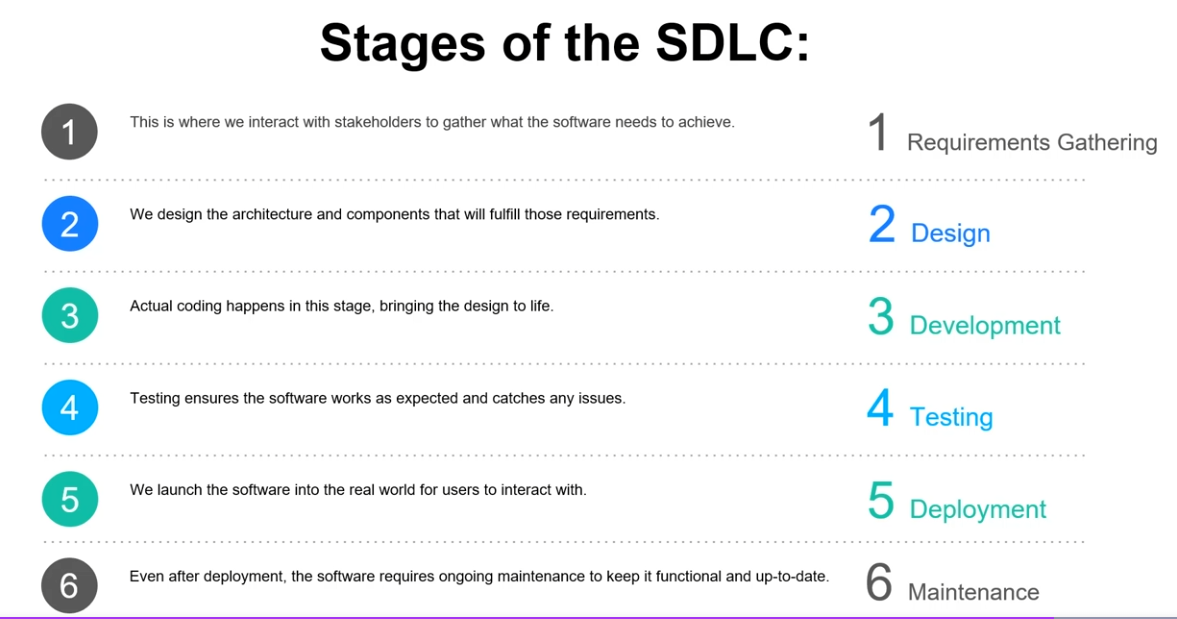 Stages of the SDLC:
1 This is where we interact with stakeholders to gather what the software needs to achieve. 1 Requirements Gathering
2 We design the architecture and components that will fulfill those requirements. 2 Design
3 Actual coding happens in this stage, bringing the design to life. 3 Development
4 Testing ensures the software works as expected and catches any issues. 4 Testing
5 We launch the software into the real world for users to interact with. 5 Deployment
6 Even after deployment, the software requires ongoing maintenance to keep it functional and up-to-date. 6 Maintenance